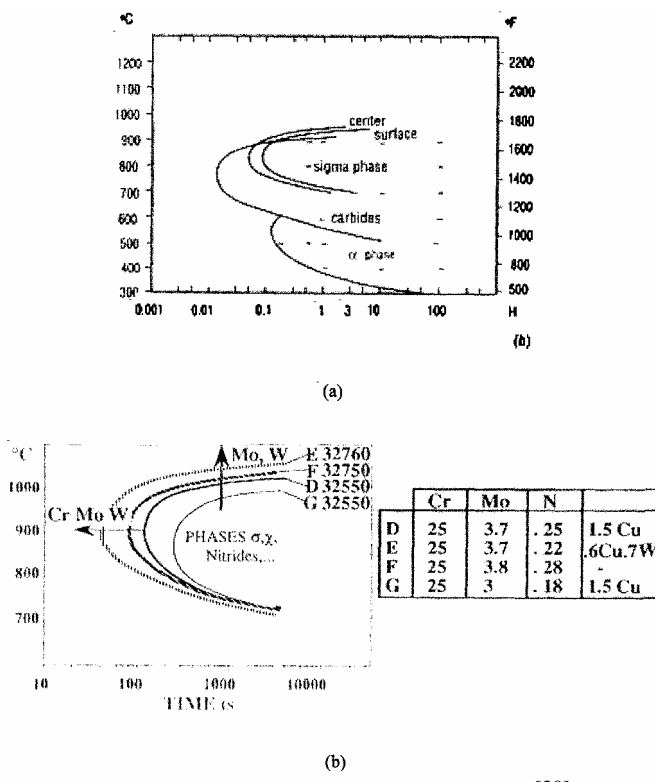 °C °F
1300 2200
1200
1100 2000
1000 1800
center
surface
900 1600
800 sigma phase 1400
700
600 carbides 1200
500 1000
α phase
400 800
300 500
0.001 0.01 0.1 1 3 10 100 H
(h)
(a)
°C
Mo, W E 32760
F 32750
1000 D 32550
G 32550
Cr Mo W
900
PHASES σ,χ,
Nitrides,...
800
700
10 100 1000 10000
TIME (s
Cr Mo N
D 25 3.7 .25 1.5 Cu
E 25 3.7 .22 .6Cu.7W
F 25 3.8 .28 -
G 25 3 .18 1.5 Cu
(b)